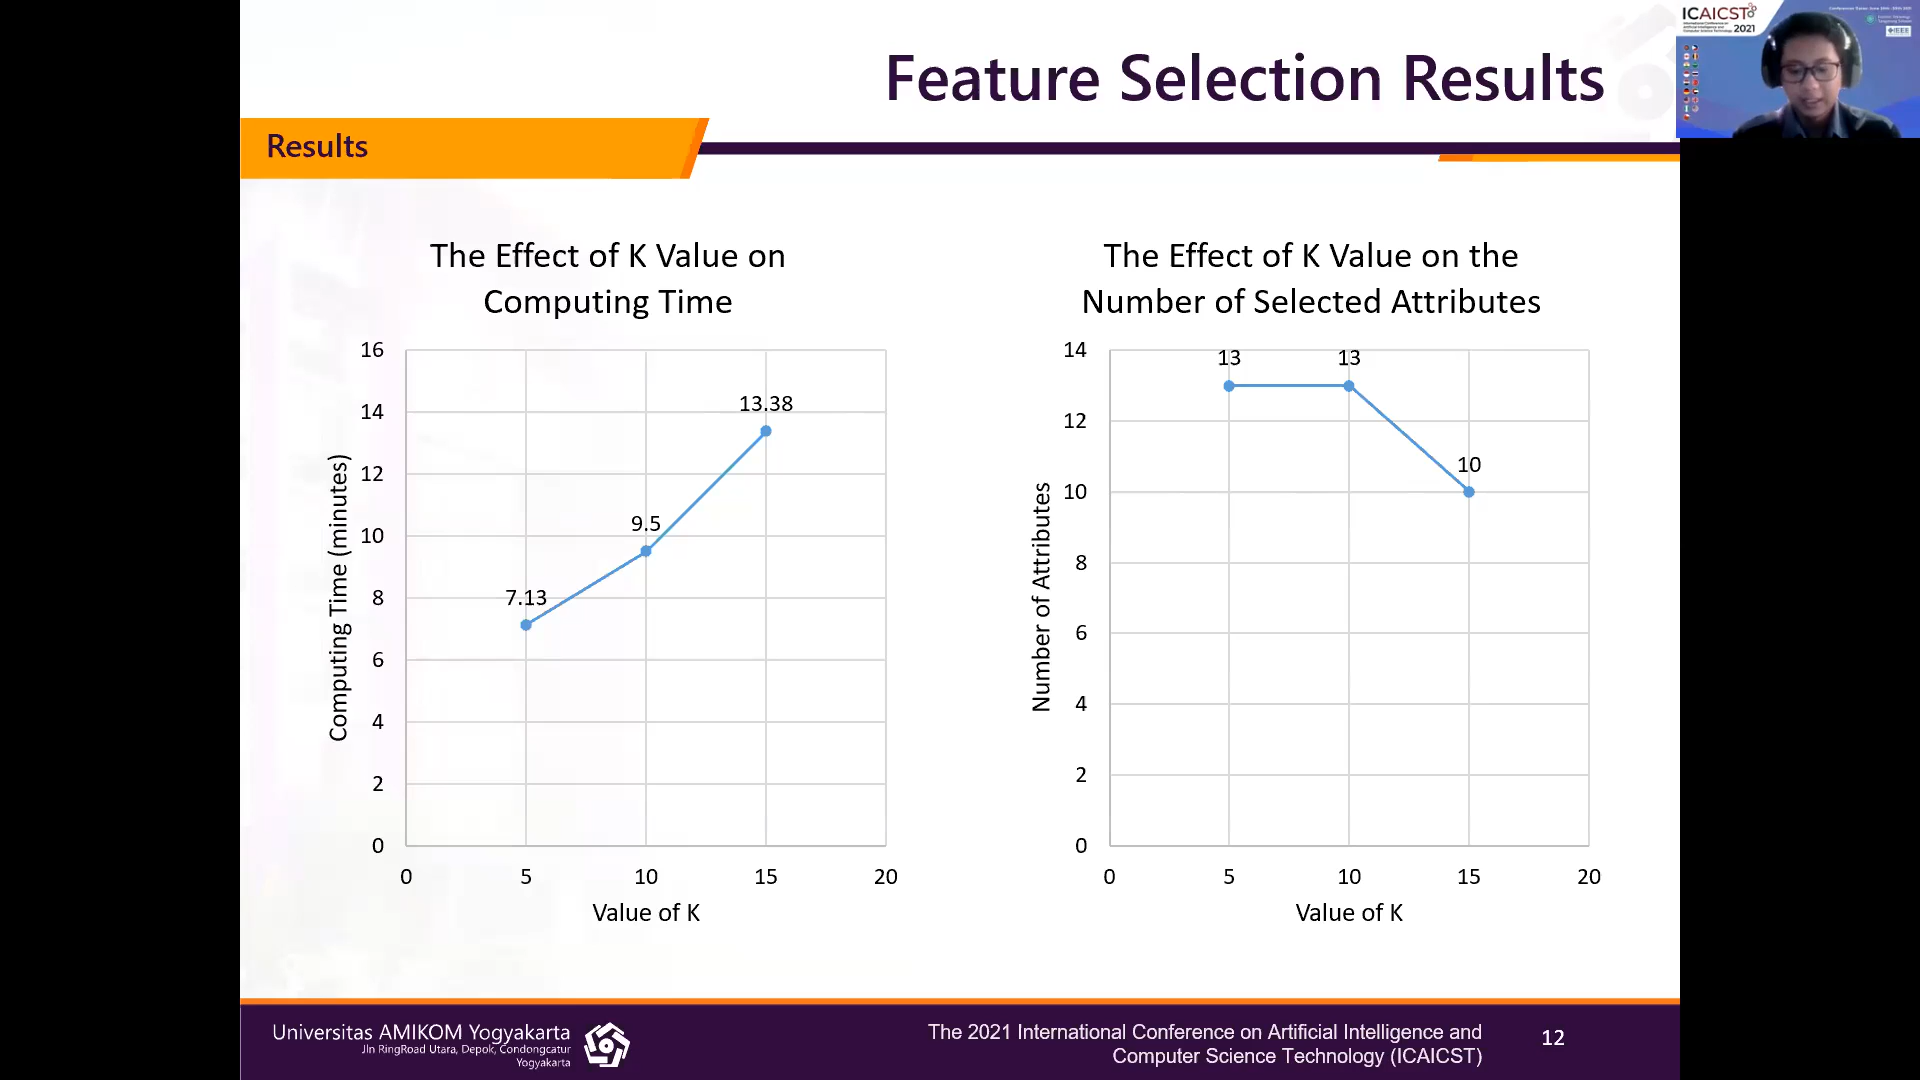 Feature Selection Results
Results
ICAICST
2021
IEEE
The Effect of K Value on
Computing Time
16
14
12
10
8
6
4
2
0
Computing Time (minutes)
7.13
9.5
13.38
0 5 10 15 20
Value of K
The Effect of K Value on the
Number of Selected Attributes
14
12
10
8
6
4
2
0
Number of Attributes
13
13
10
0 5 10 15 20
Value of K
Universitas AMIKOM Yogyakarta
Jln RingRoad Utara, Depok, Condongcatur
Yogyakarta
The 2021 International Conference on Artificial Intelligence and
Computer Science Technology (ICAICST)
12